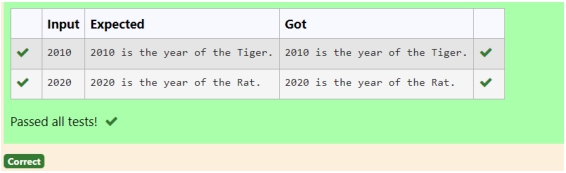 Input Expected Got
2010 2010 is the year of the Tiger. 2010 is the year of the Tiger.
2020 2020 is the year of the Rat. 2020 is the year of the Rat.
Passed all tests!
Correct